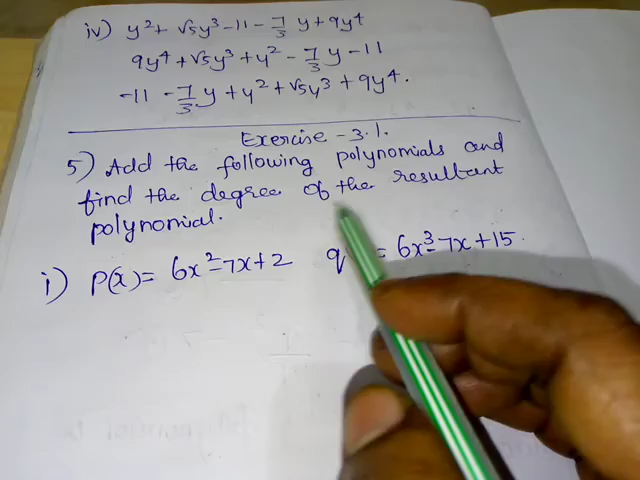 iv) y² + √5y³ - 11 - 7/3 y + 9y⁴
9y⁴ + √5y³ + y² - 7/3 y - 11
-11 - 7/3 y + y² + √5y³ + 9y⁴.
Exercise - 3.1.
5) Add the following polynomials and
find the degree of the resultant
polynomial.
i) P(x) = 6x² - 7x + 2 q = 6x³ - 7x + 15.